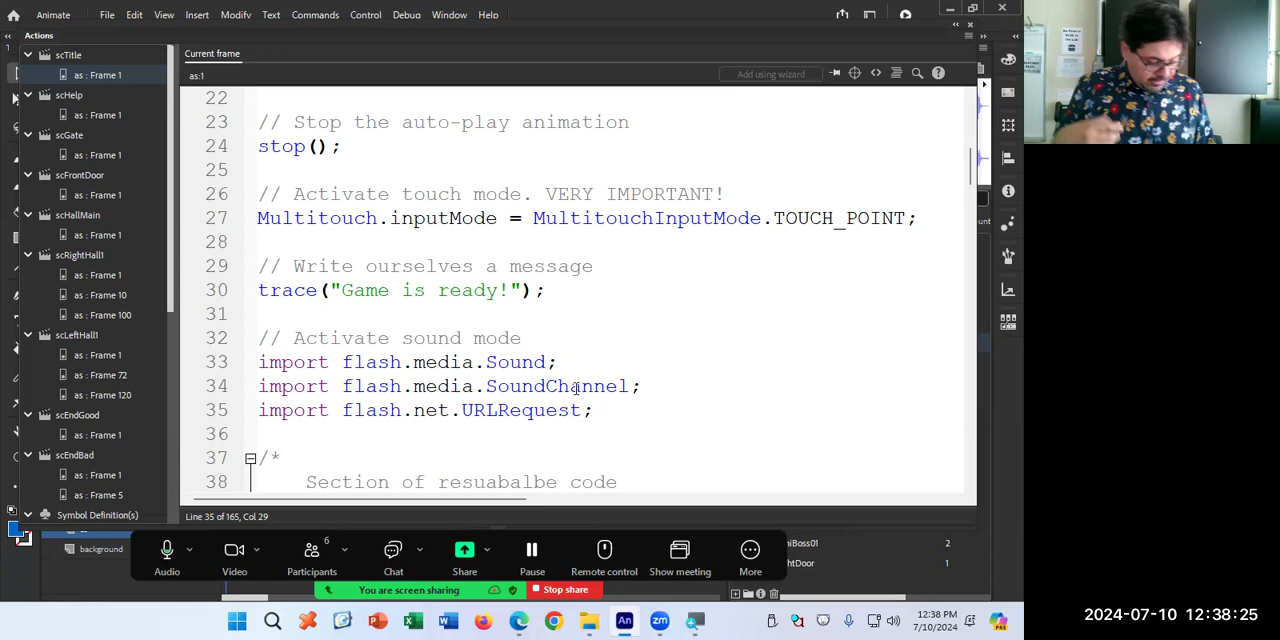 Animate File Edit View Insert Modify Text Commands Control Debug Window Help
Actions
scTitle
as : Frame 1
scHelp
as : Frame 1
scGate
as : Frame 1
scFrontDoor
as : Frame 1
scHallMain
as : Frame 1
scRightHall1
as : Frame 1
as : Frame 10
as : Frame 100
scLeftHall1
as : Frame 1
as : Frame 72
as : Frame 120
scEndGood
as : Frame 1
scEndBad
as : Frame 1
as : Frame 5
Symbol Definition(s)
background
Current frame
as:1
Add using wizard
22
23 // Stop the auto-play animation
24 stop();
25
26 // Activate touch mode. VERY IMPORTANT!
27 Multitouch.inputMode = MultitouchInputMode.TOUCH_POINT;
28
29 // Write ourselves a message
30 trace("Game is ready!");
31
32 // Activate sound mode
33 import flash.media.Sound;
34 import flash.media.SoundChannel;
35 import flash.net.URLRequest;
36
37 /*
38 Section of resuabalbe code
Line 35 of 165, Col 29
unt
niBoss01 2
htDoor 1
6
Audio Video Participants Chat Share Pause Remote control Show meeting More
You are screen sharing Stop share
12:38 PM
7/10/2024
2024-07-10 12:38:25